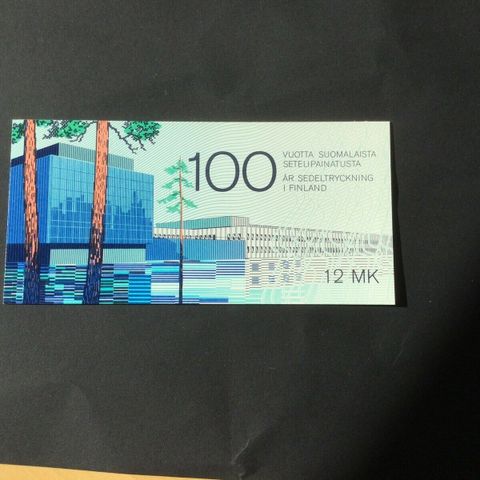 100
VUOTTA SUOMALAISTA
SETELIPAINATUSTA
ÅR SEDELTRYCKNING
I FINLAND
12 MK